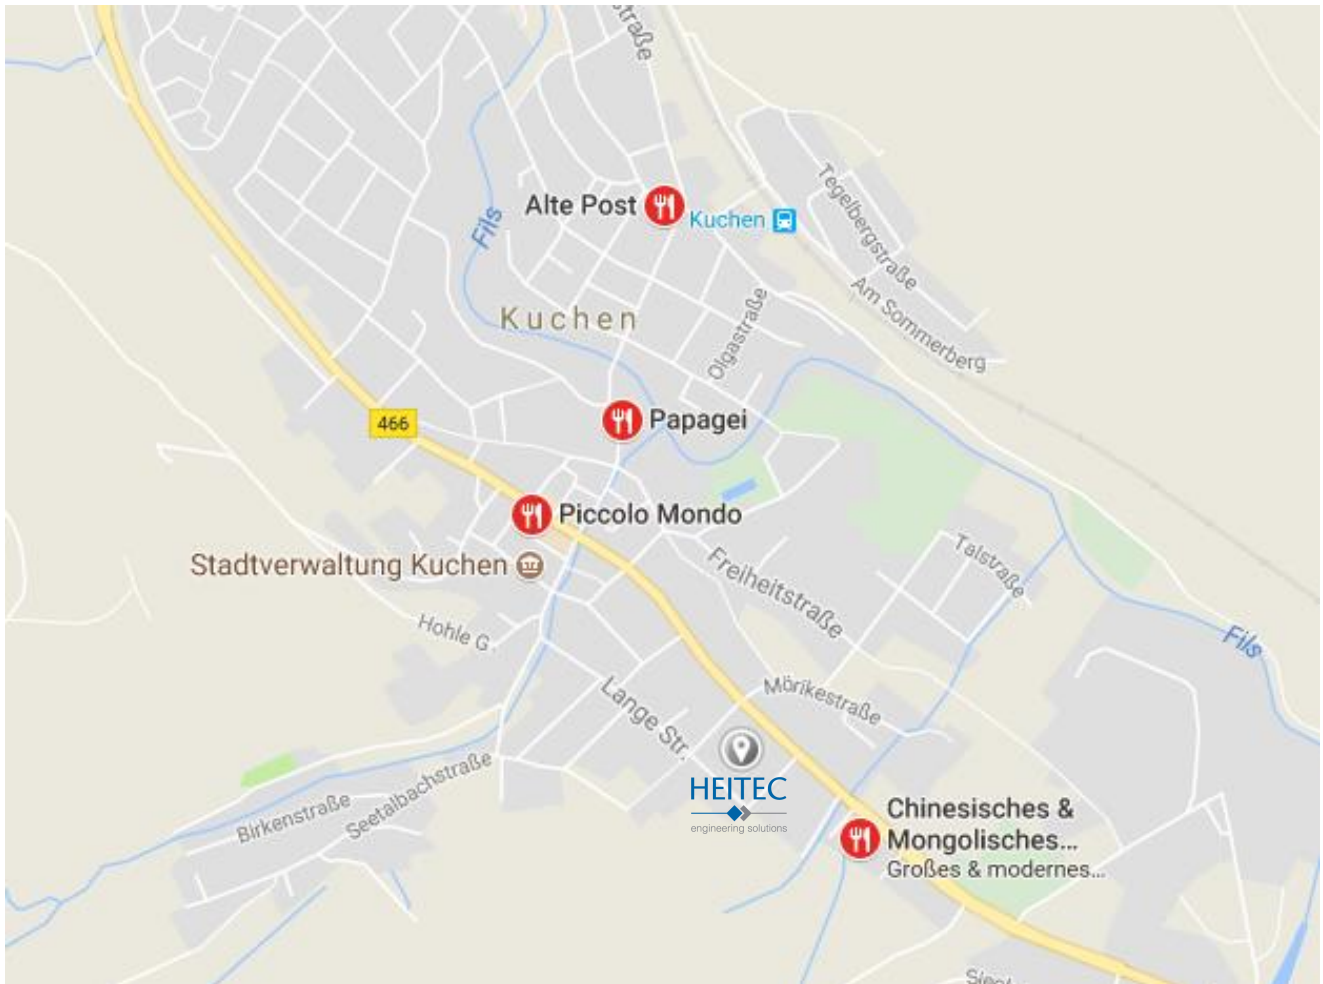 straße
Tegelbergstraße
Alte Post
Kuchen
Fils
Am Sommerberg
Kuchen
Olgastraße
466
Papagei
Piccolo Mondo
Stadtverwaltung Kuchen
Freiheitstraße
Talstraße
Hohle G.
Fils
Lange Str.
Mörikestraße
HEITEC
engineering solutions
Birkenstraße
Seetalbachstraße
Chinesisches &
Mongolisches...
Großes & modernes...